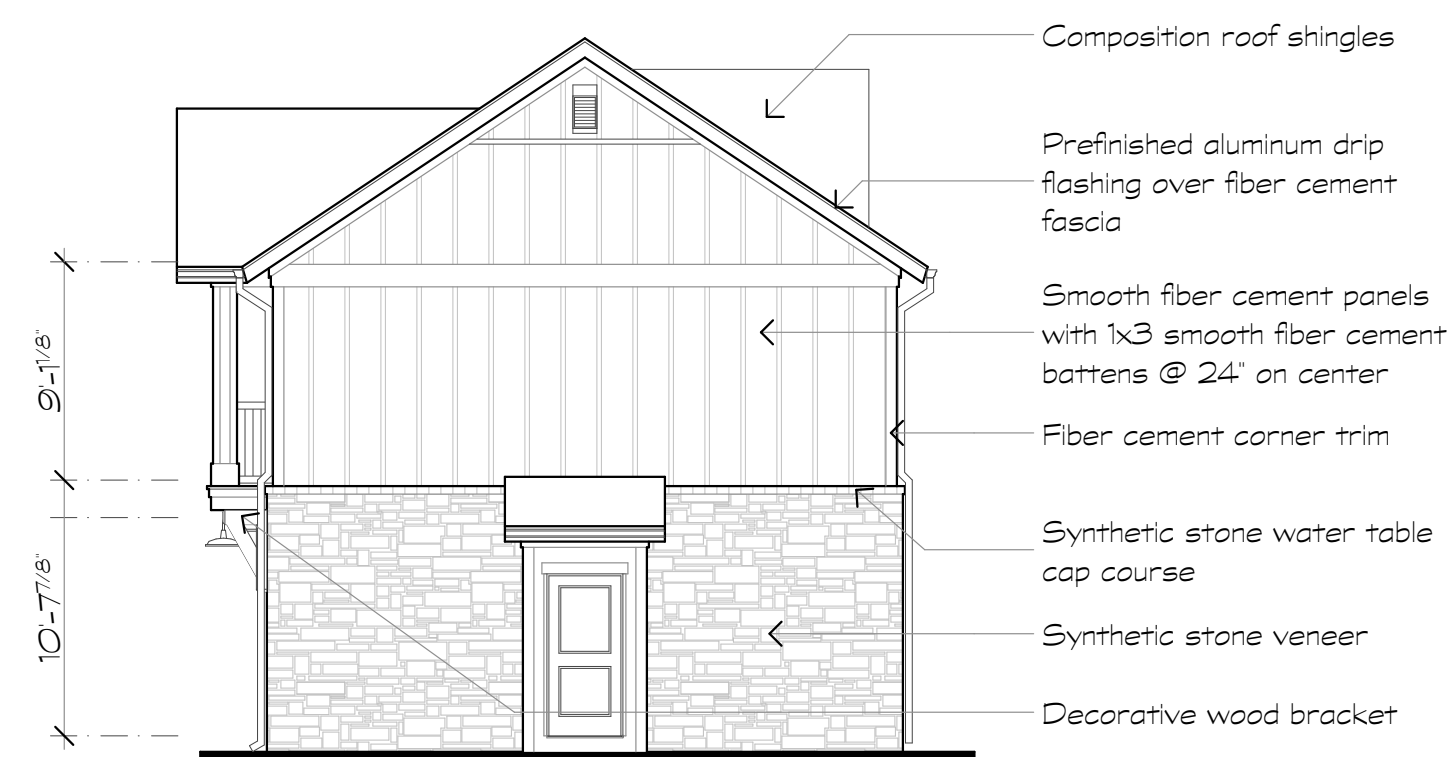 Composition roof shingles
Prefinished aluminum drip
flashing over fiber cement
fascia
Smooth fiber cement panels
with 1x3 smooth fiber cement
battens @ 24" on center
Fiber cement corner trim
Synthetic stone water table
cap course
Synthetic stone veneer
Decorative wood bracket
9'-1 1/8"
10'-7 7/8"